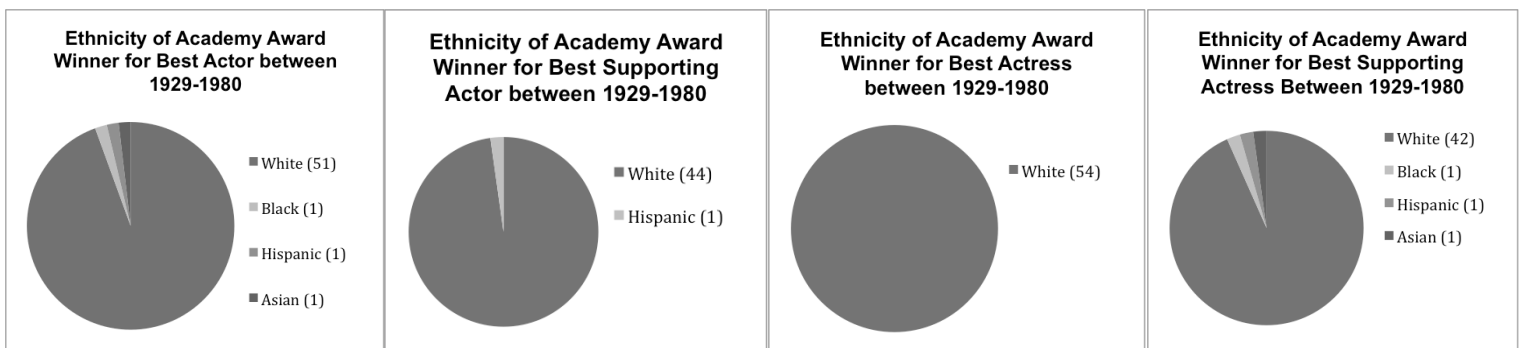 Ethnicity of Academy Award
Winner for Best Actor between
1929-1980
White (51)
Black (1)
Hispanic (1)
Asian (1)
Ethnicity of Academy Award
Winner for Best Supporting
Actor between 1929-1980
White (44)
Hispanic (1)
Ethnicity of Academy Award
Winner for Best Actress
between 1929-1980
White (54)
Ethnicity of Academy Award
Winner for Best Supporting
Actress Between 1929-1980
White (42)
Black (1)
Hispanic (1)
Asian (1)